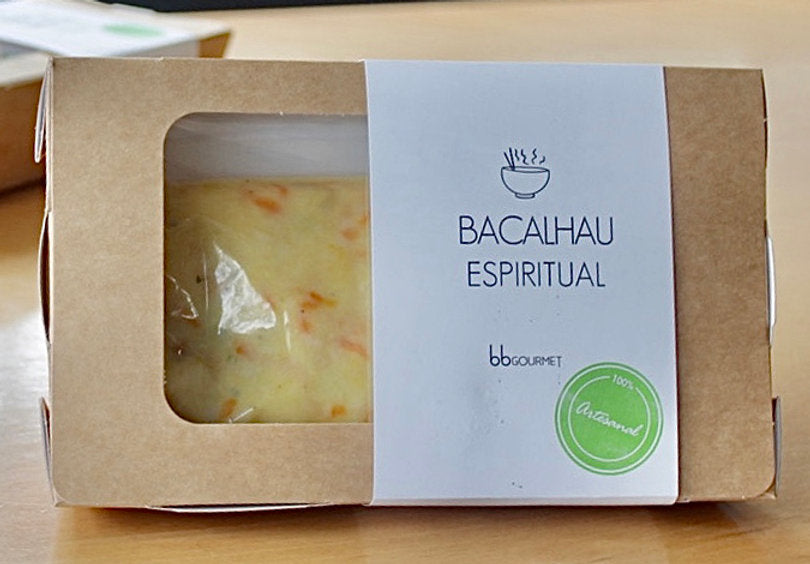 BACALHAU
ESPIRITUAL
bbGOURMET
100%
Artesanal